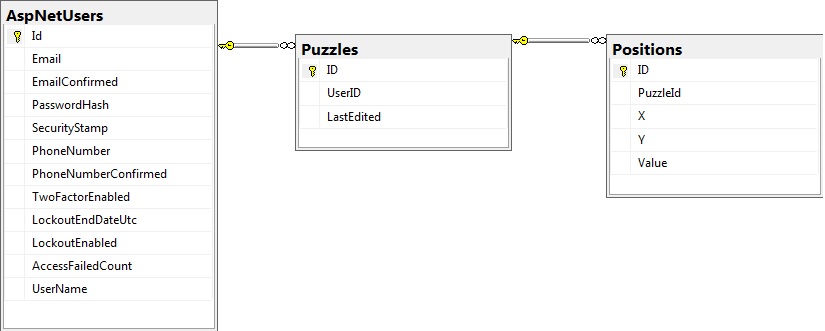 AspNetUsers
Id
Email
EmailConfirmed
PasswordHash
SecurityStamp
PhoneNumber
PhoneNumberConfirmed
TwoFactorEnabled
LockoutEndDateUtc
LockoutEnabled
AccessFailedCount
UserName
Puzzles
ID
UserID
LastEdited
Positions
ID
PuzzleId
X
Y
Value